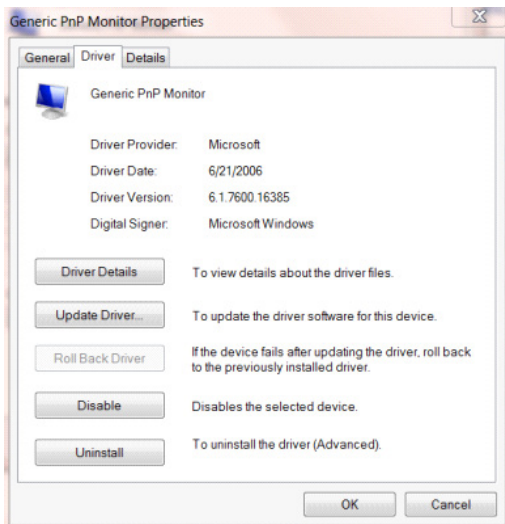 Generic PnP Monitor Properties
General Driver Details
Generic PnP Monitor
Driver Provider: Microsoft
Driver Date: 6/21/2006
Driver Version: 6.1.7600.16385
Digital Signer: Microsoft Windows
Driver Details To view details about the driver files.
Update Driver... To update the driver software for this device.
Roll Back Driver If the device fails after updating the driver, roll back
to the previously installed driver.
Disable Disables the selected device.
Uninstall To uninstall the driver (Advanced).
OK Cancel